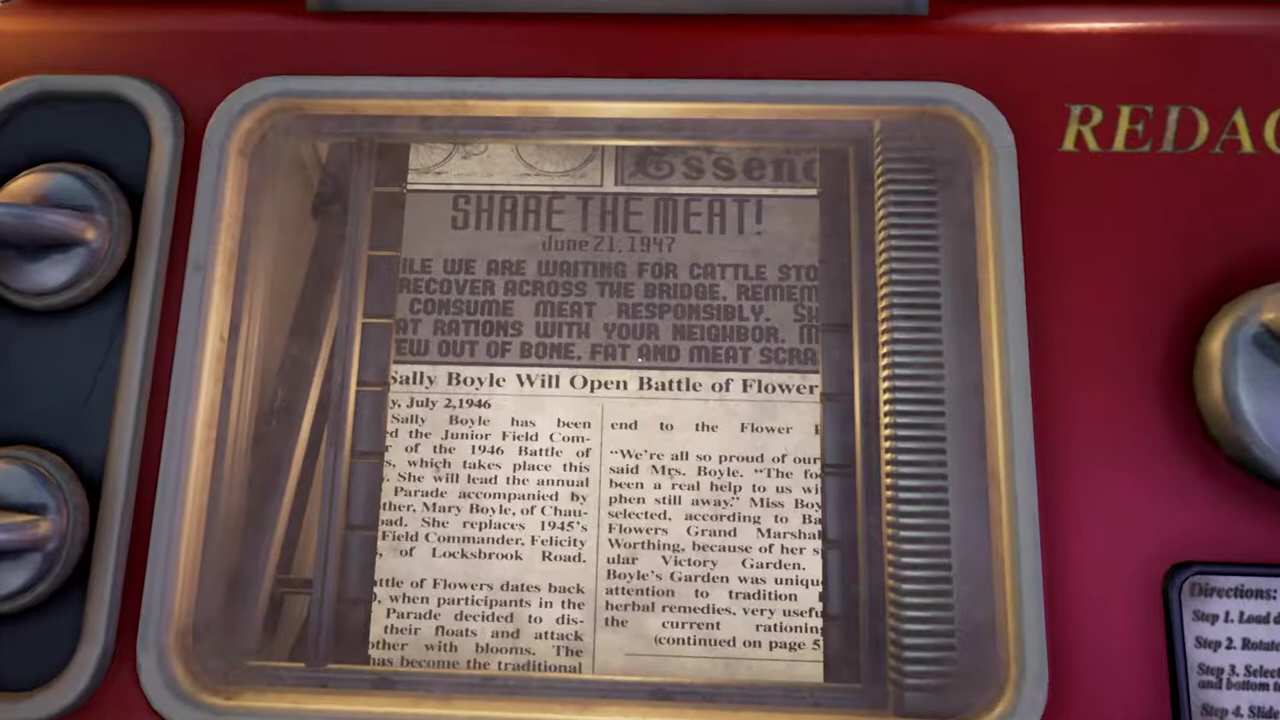 REDAC
Essenc
SHARE THE MEAT!
June 21, 1947
ILE WE ARE WAITING FOR CATTLE STO
RECOVER ACROSS THE BRIDGE, REMEM
CONSUME MEAT RESPONSIBLY. SH
AT RATIONS WITH YOUR NEIGHBOR. M
EW OUT OF BONE, FAT AND MEAT SCRA
Sally Boyle Will Open Battle of Flower
y, July 2,1946
Sally Boyle has been
ed the Junior Field Com-
r of the 1946 Battle of
s, which takes place this
. She will lead the annual
Parade accompanied by
ther, Mary Boyle, of Chau-
oad. She replaces 1945's
Field Commander, Felicity
, of Locksbrook Road.
attle of Flowers dates back
), when participants in the
Parade decided to dis-
their floats and attack
other with blooms. The
has become the traditional
end to the Flower
"We're all so proud of our
said Mrs. Boyle. "The fo
been a real help to us wi
phen still away." Miss Boy
selected, according to Ba
Flowers Grand Marshal
Worthing, because of her s
ular Victory Garden.
Boyle's Garden was uniqu
attention to tradition
herbal remedies, very usefu
the current rationin
(continued on page 5
Directions:
Step 1. Load
Step 2. Rotate
Step 3. Select
and bottom t
Step 4. Slide